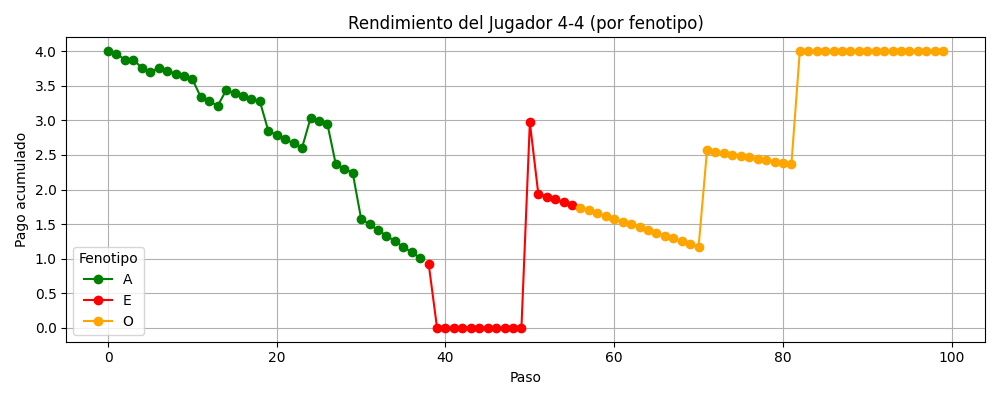 Rendimiento del Jugador 4-4 (por fenotipo)
Pago acumulado
4.0
3.5
3.0
2.5
2.0
1.5
1.0
0.5
0.0
Fenotipo
A
E
O
0
20
40
60
80
100
Paso